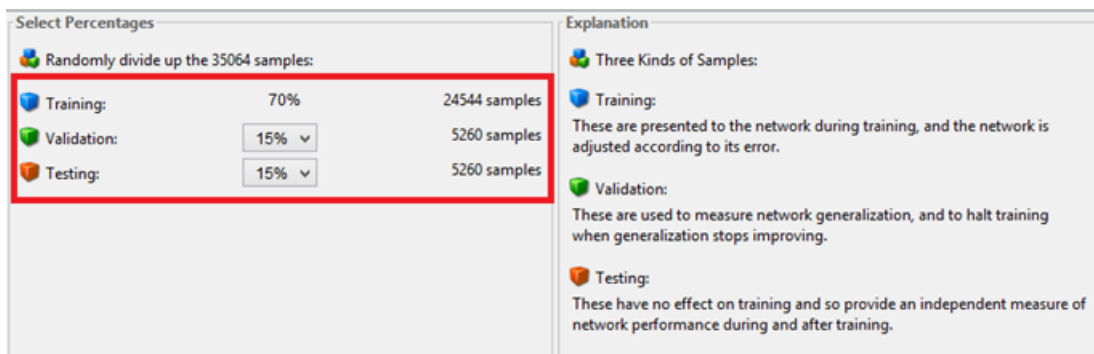 Select Percentages
Randomly divide up the 35064 samples:
Training: 70% 24544 samples
Validation: 15% 5260 samples
Testing: 15% 5260 samples
Explanation
Three Kinds of Samples:
Training:
These are presented to the network during training, and the network is
adjusted according to its error.
Validation:
These are used to measure network generalization, and to halt training
when generalization stops improving.
Testing:
These have no effect on training and so provide an independent measure of
network performance during and after training.